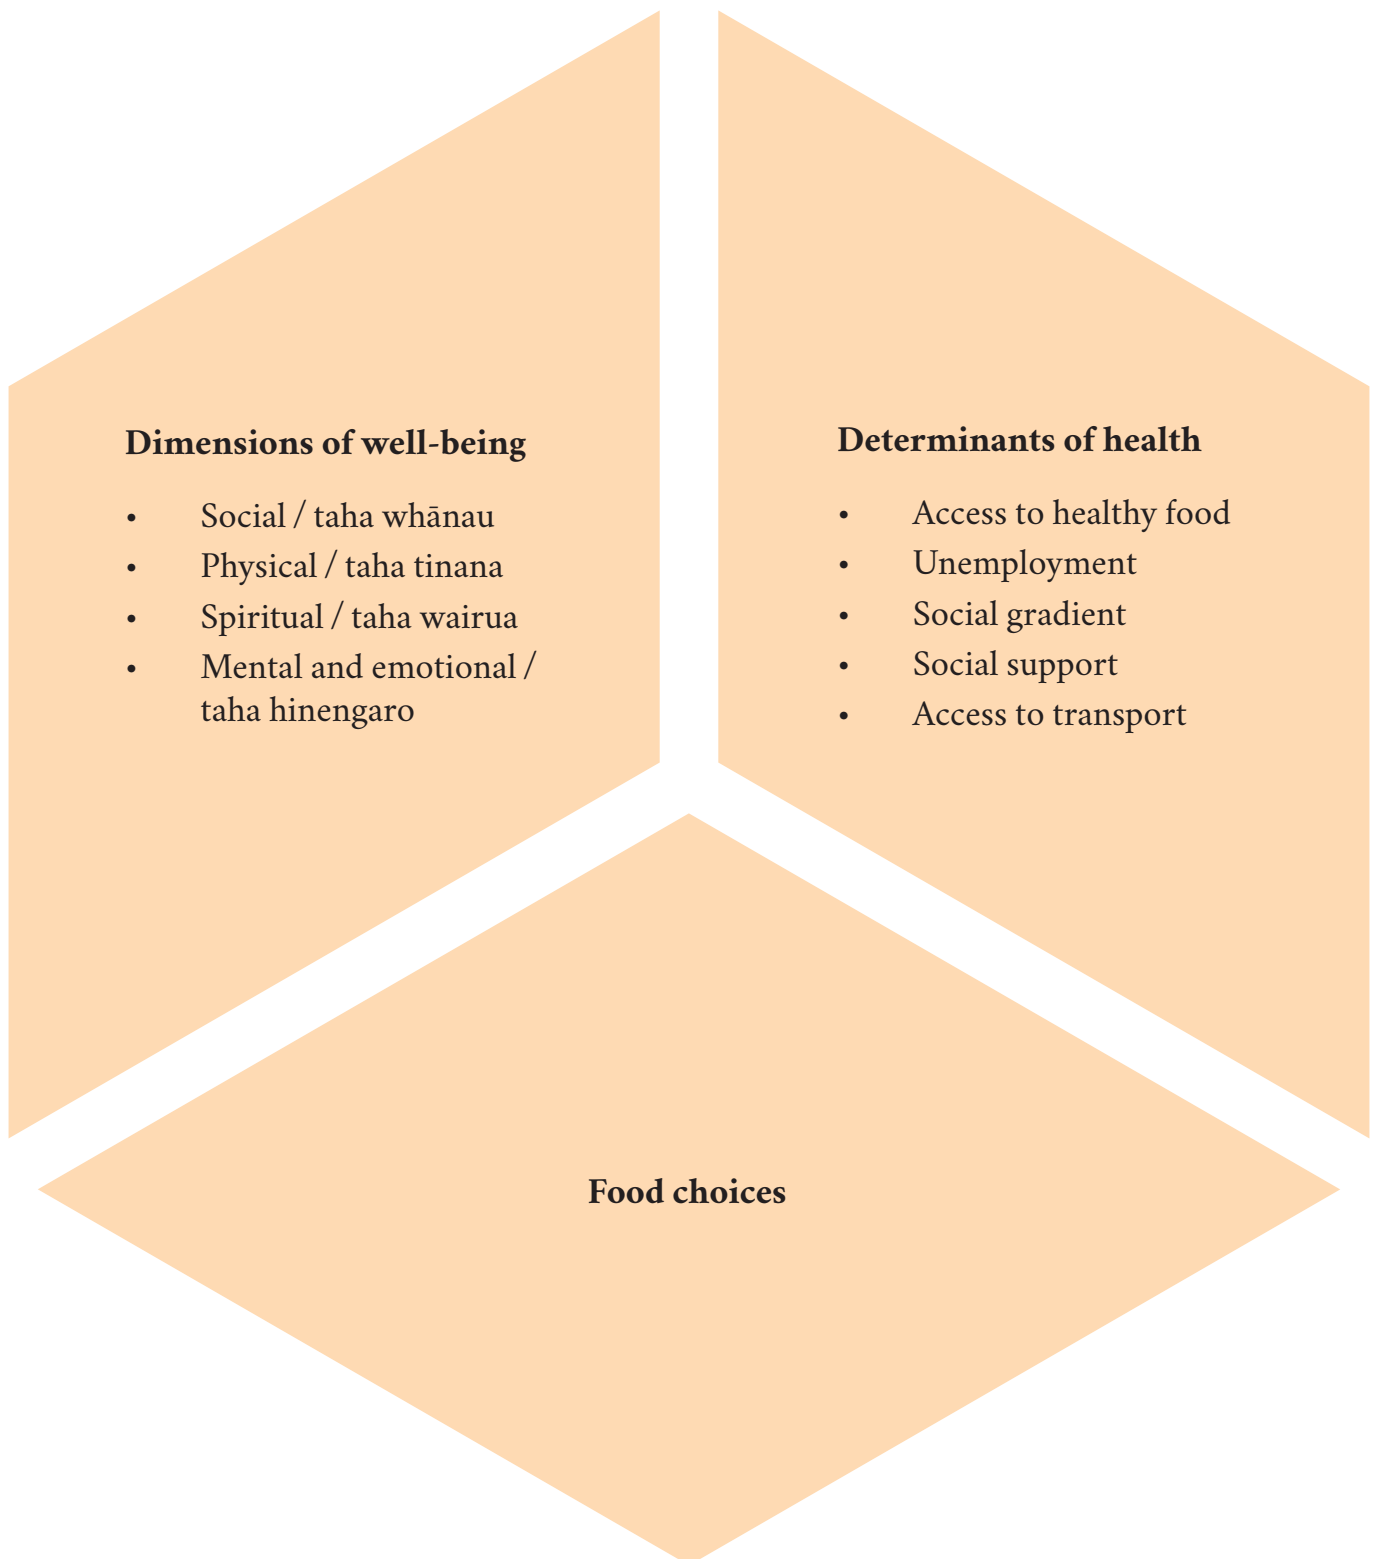 Dimensions of well-being
• Social / taha whānau
• Physical / taha tinana
• Spiritual / taha wairua
• Mental and emotional /
taha hinengaro
Determinants of health
• Access to healthy food
• Unemployment
• Social gradient
• Social support
• Access to transport
Food choices